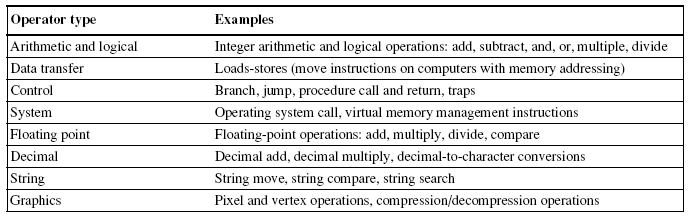 Operator type Examples
Arithmetic and logical Integer arithmetic and logical operations: add, subtract, and, or, multiple, divide
Data transfer Loads-stores (move instructions on computers with memory addressing)
Control Branch, jump, procedure call and return, traps
System Operating system call, virtual memory management instructions
Floating point Floating-point operations: add, multiply, divide, compare
Decimal Decimal add, decimal multiply, decimal-to-character conversions
String String move, string compare, string search
Graphics Pixel and vertex operations, compression/decompression operations